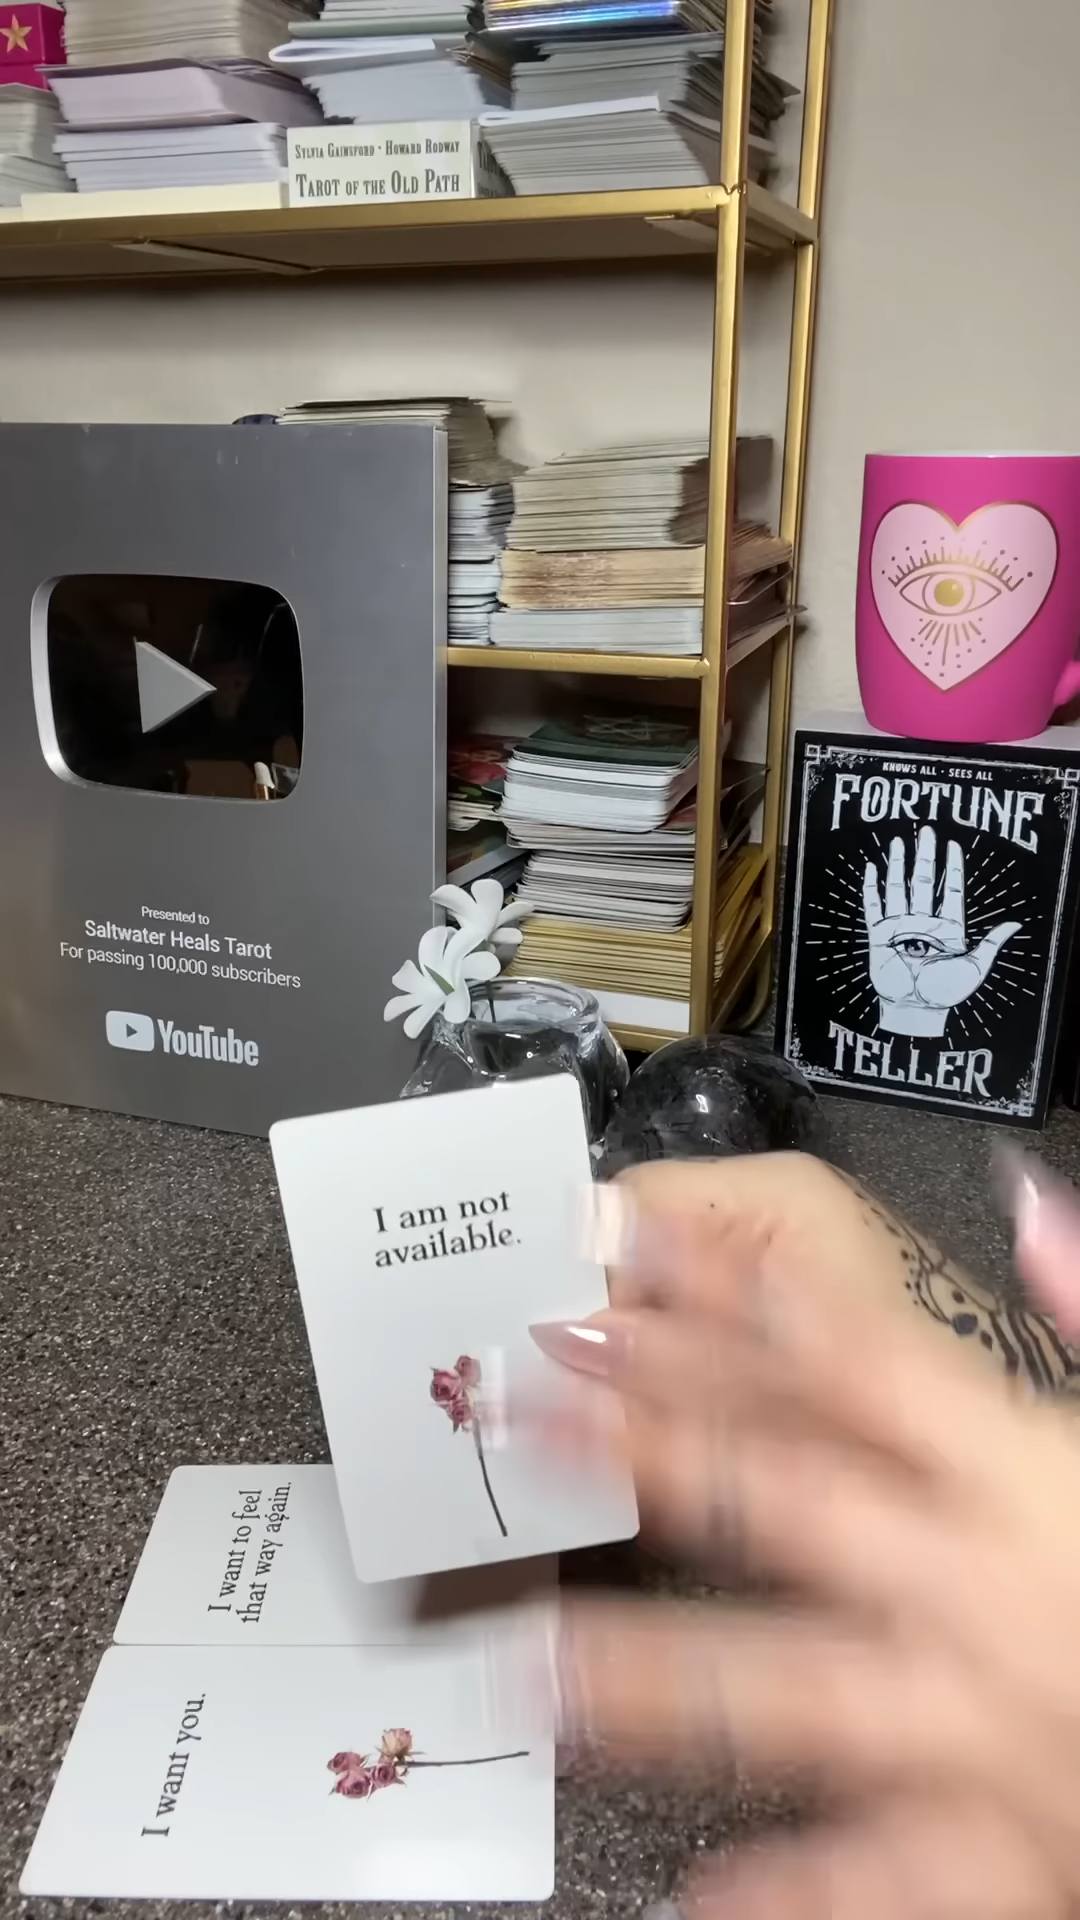 Sylvia Gainsford · Howard Rodway
Tarot of the Old Path
Presented to
Saltwater Heals Tarot
For passing 100,000 subscribers
YouTube
KNOWS ALL · SEES ALL
FORTUNE
TELLER
I am not
available.
I want to feel
that way again.
I want you.